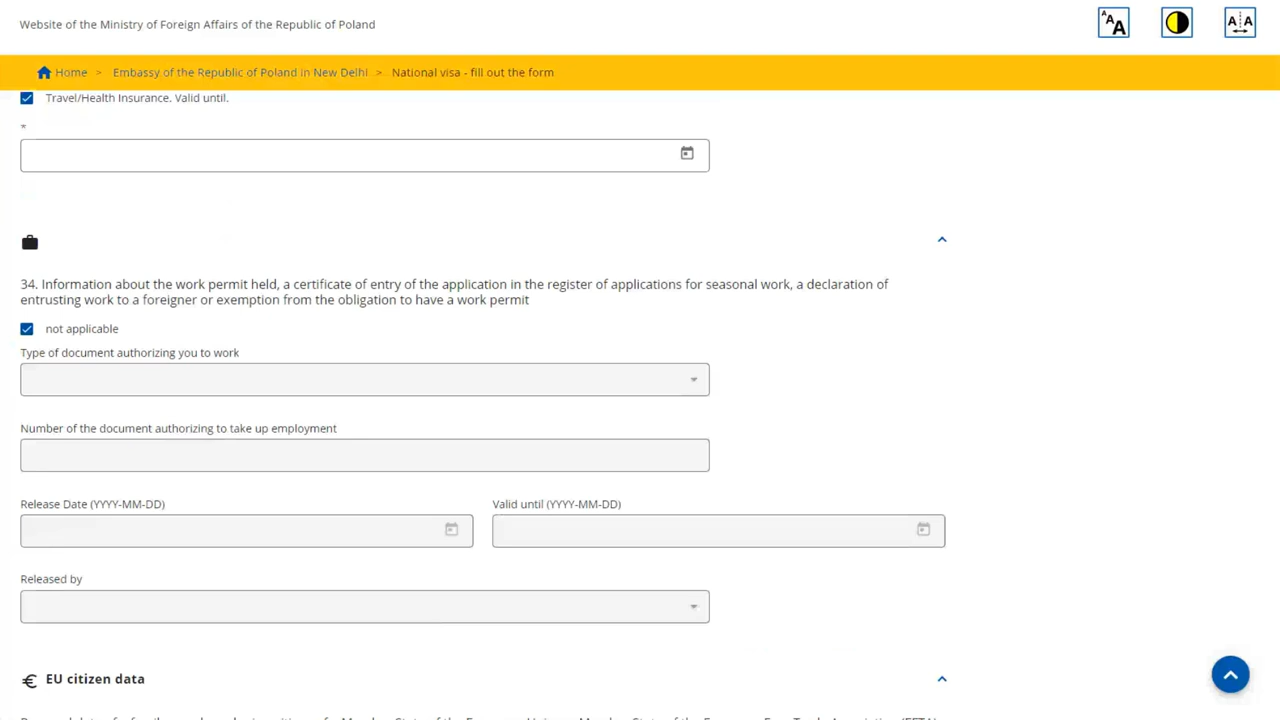 Website of the Ministry of Foreign Affairs of the Republic of Poland
A A A
A A
Home > Embassy of the Republic of Poland in New Delhi > National visa - fill out the form
Travel/Health Insurance. Valid until.
*
34. Information about the work permit held, a certificate of entry of the application in the register of applications for seasonal work, a declaration of
entrusting work to a foreigner or exemption from the obligation to have a work permit
not applicable
Type of document authorizing you to work
Number of the document authorizing to take up employment
Release Date (YYYY-MM-DD) Valid until (YYYY-MM-DD)
Released by
€ EU citizen data